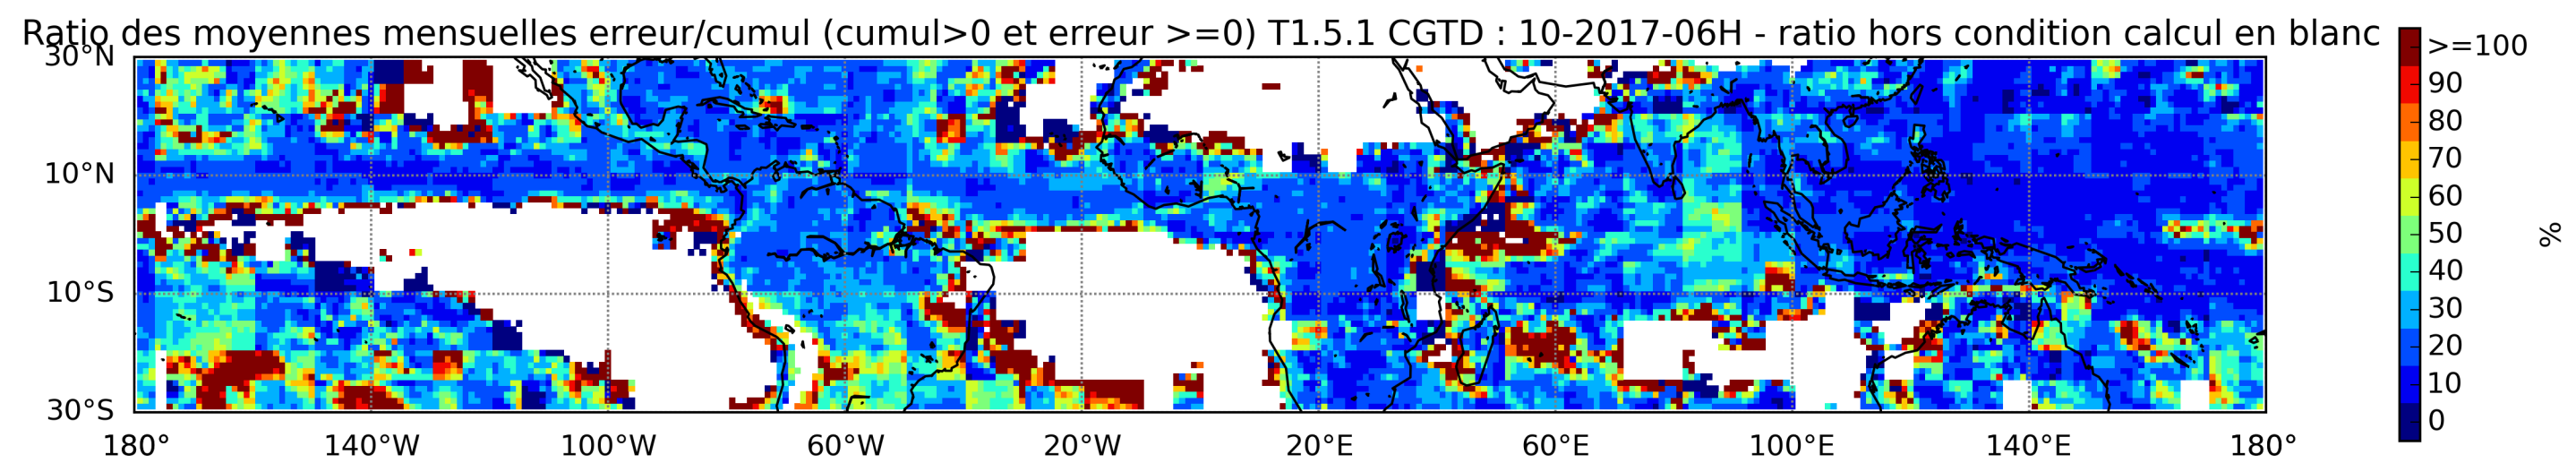 Ratio des moyennes mensuelles erreur/cumul (cumul>0 et erreur >=0) T1.5.1 CGTD : 10-2017-06H - ratio hors condition calcul en blanc
30°N
10°N
10°S
30°S
180°
140°W
100°W
60°W
20°W
20°E
60°E
100°E
140°E
180°
>=100
90
80
70
60
50
40
30
20
10
0
%